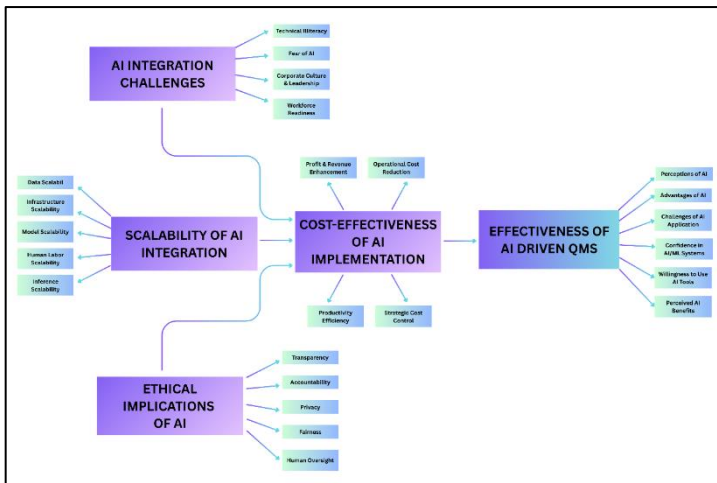 AI INTEGRATION
CHALLENGES
Technical Illiteracy
Fear of AI
Corporate Culture
& Leadership
Workforce
Readiness
Data Scalabil
Infrastructure
Scalability
Model Scalability
Human Labor
Scalability
Inference
Scalability
SCALABILITY OF AI
INTEGRATION
Profit & Revenue
Enhancement
Operational Cost
Reduction
COST-EFFECTIVENESS
OF AI
IMPLEMENTATION
Productivity
Efficiency
Strategic Cost
Control
EFFECTIVENESS OF
AI DRIVEN QMS
Perceptions of AI
Advantages of AI
Challenges of AI
Application
Confidence in
AI/ML Systems
Willingness to Use
AI Tools
Perceived AI
Benefits
ETHICAL
IMPLICATIONS
OF AI
Transparency
Accountability
Privacy
Fairness
Human Oversight